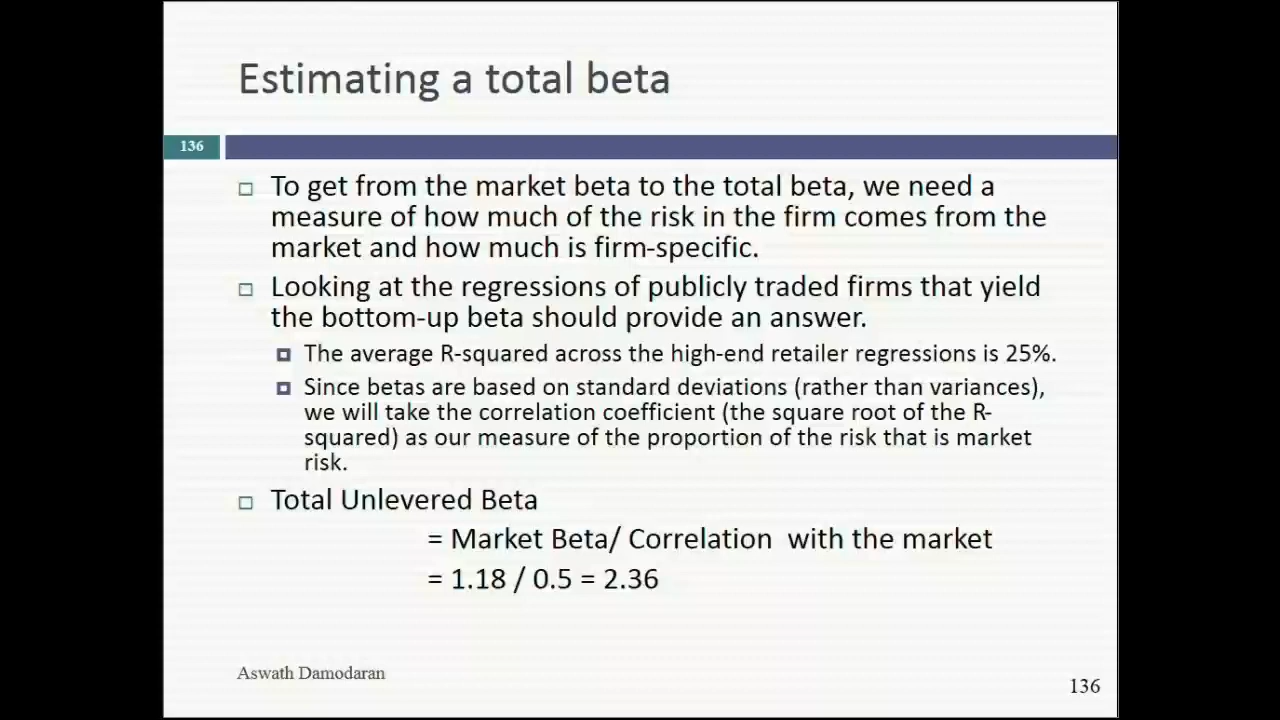 Estimating a total beta
136
To get from the market beta to the total beta, we need a
measure of how much of the risk in the firm comes from the
market and how much is firm-specific.
Looking at the regressions of publicly traded firms that yield
the bottom-up beta should provide an answer.
The average R-squared across the high-end retailer regressions is 25%.
Since betas are based on standard deviations (rather than variances),
we will take the correlation coefficient (the square root of the R-
squared) as our measure of the proportion of the risk that is market
risk.
Total Unlevered Beta
= Market Beta/ Correlation with the market
= 1.18 / 0.5 = 2.36
Aswath Damodaran
136